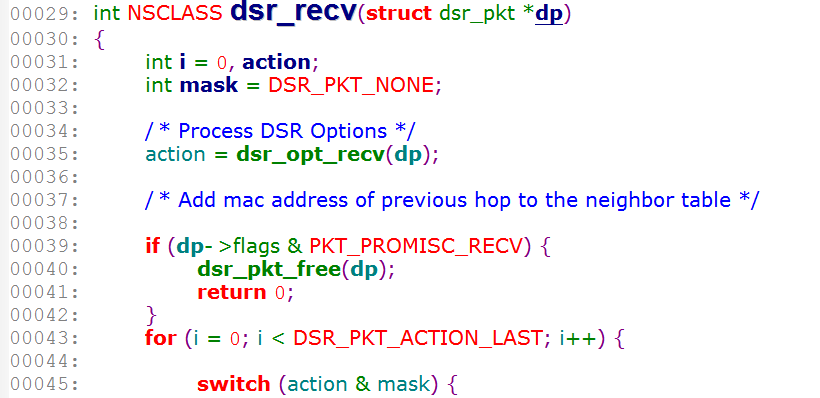 00029: int NSCLASS dsr_recv(struct dsr_pkt *dp)
00030: {
00031: int i = 0, action;
00032: int mask = DSR_PKT_NONE;
00033:
00034: /* Process DSR Options */
00035: action = dsr_opt_recv(dp);
00036:
00037: /* Add mac address of previous hop to the neighbor table */
00038:
00039: if (dp->flags & PKT_PROMISC_RECV) {
00040: dsr_pkt_free(dp);
00041: return 0;
00042: }
00043: for (i = 0; i < DSR_PKT_ACTION_LAST; i++) {
00044:
00045: switch (action & mask) {